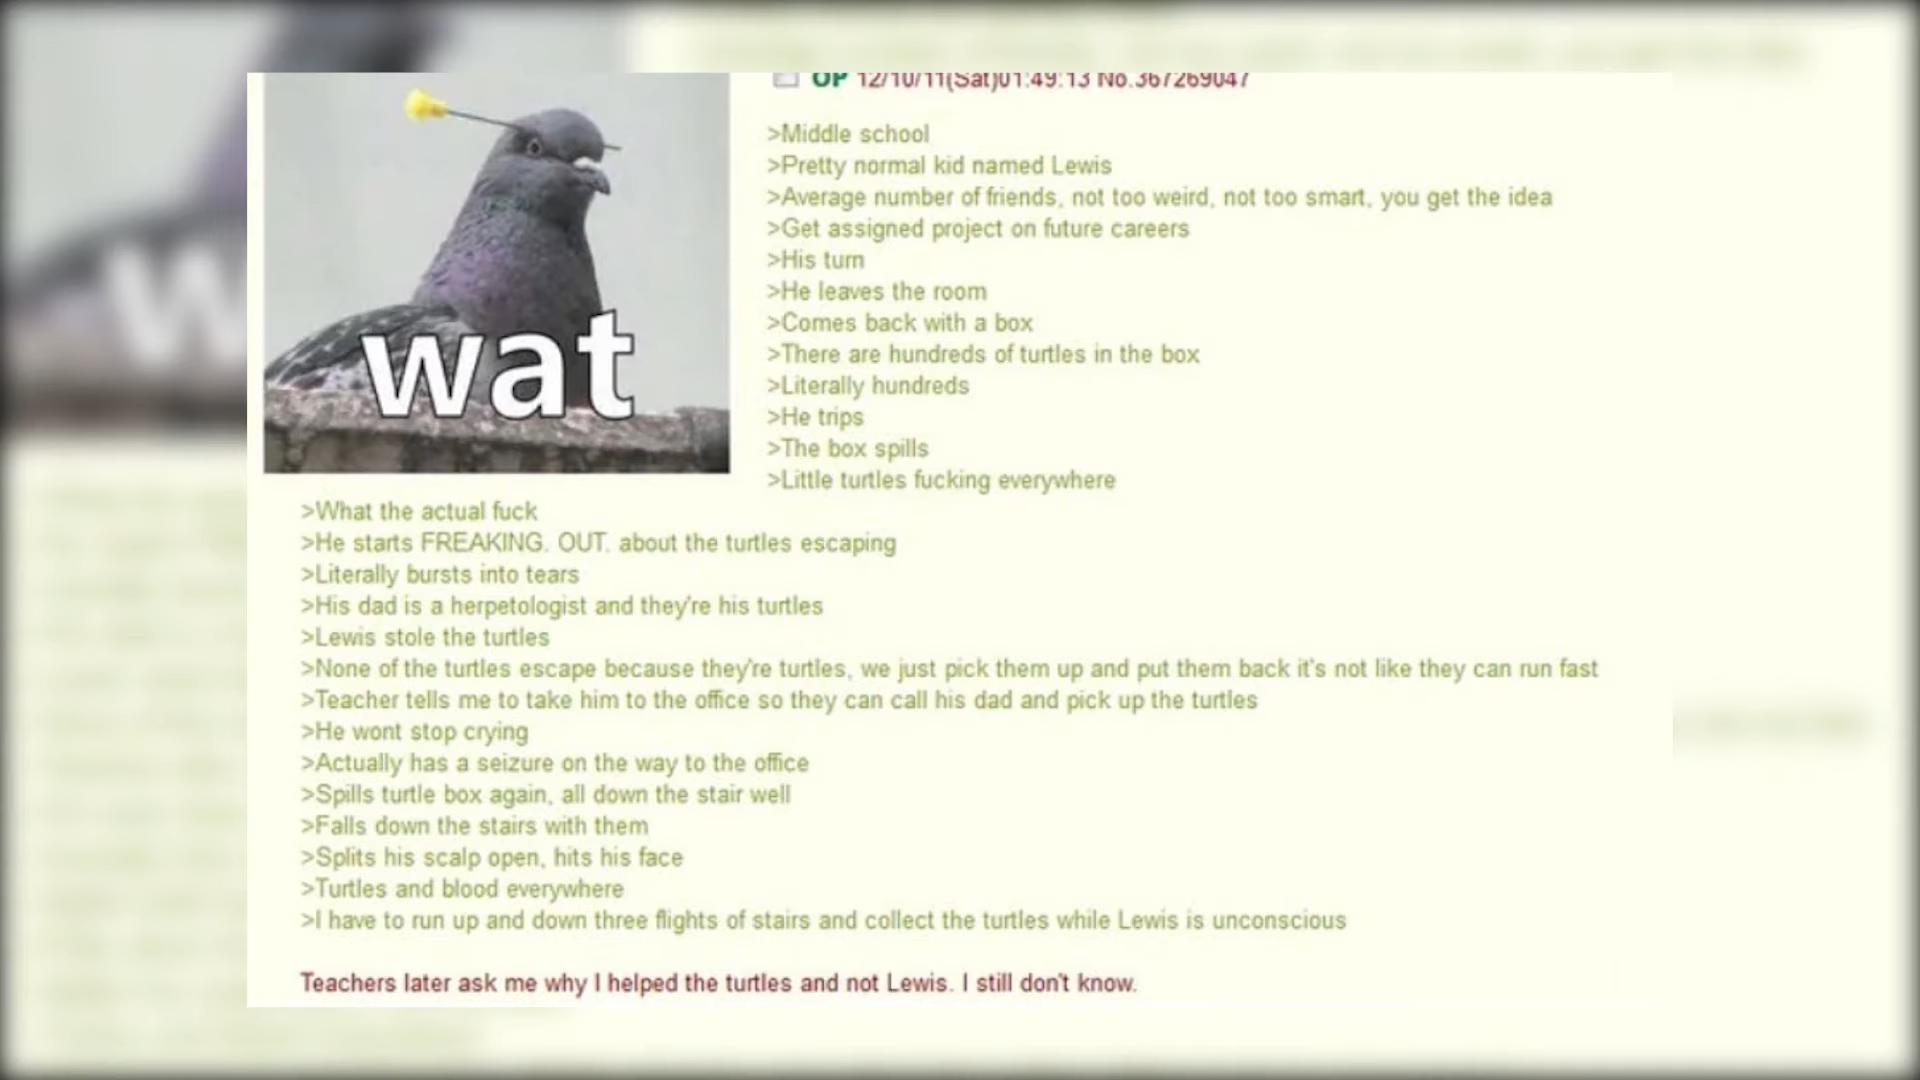 OP 12/10/11(Sat)01:49:13 No.367269047
>Middle school
>Pretty normal kid named Lewis
>Average number of friends, not too weird, not too smart, you get the idea
>Get assigned project on future careers
>His turn
>He leaves the room
>Comes back with a box
>There are hundreds of turtles in the box
>Literally hundreds
>He trips
>The box spills
>Little turtles fucking everywhere
wat
>What the actual fuck
>He starts FREAKING. OUT. about the turtles escaping
>Literally bursts into tears
>His dad is a herpetologist and they're his turtles
>Lewis stole the turtles
>None of the turtles escape because they're turtles, we just pick them up and put them back it's not like they can run fast
>Teacher tells me to take him to the office so they can call his dad and pick up the turtles
>He wont stop crying
>Actually has a seizure on the way to the office
>Spills turtle box again, all down the stair well
>Falls down the stairs with them
>Splits his scalp open, hits his face
>Turtles and blood everywhere
>I have to run up and down three flights of stairs and collect the turtles while Lewis is unconscious
Teachers later ask me why I helped the turtles and not Lewis. I still don't know.